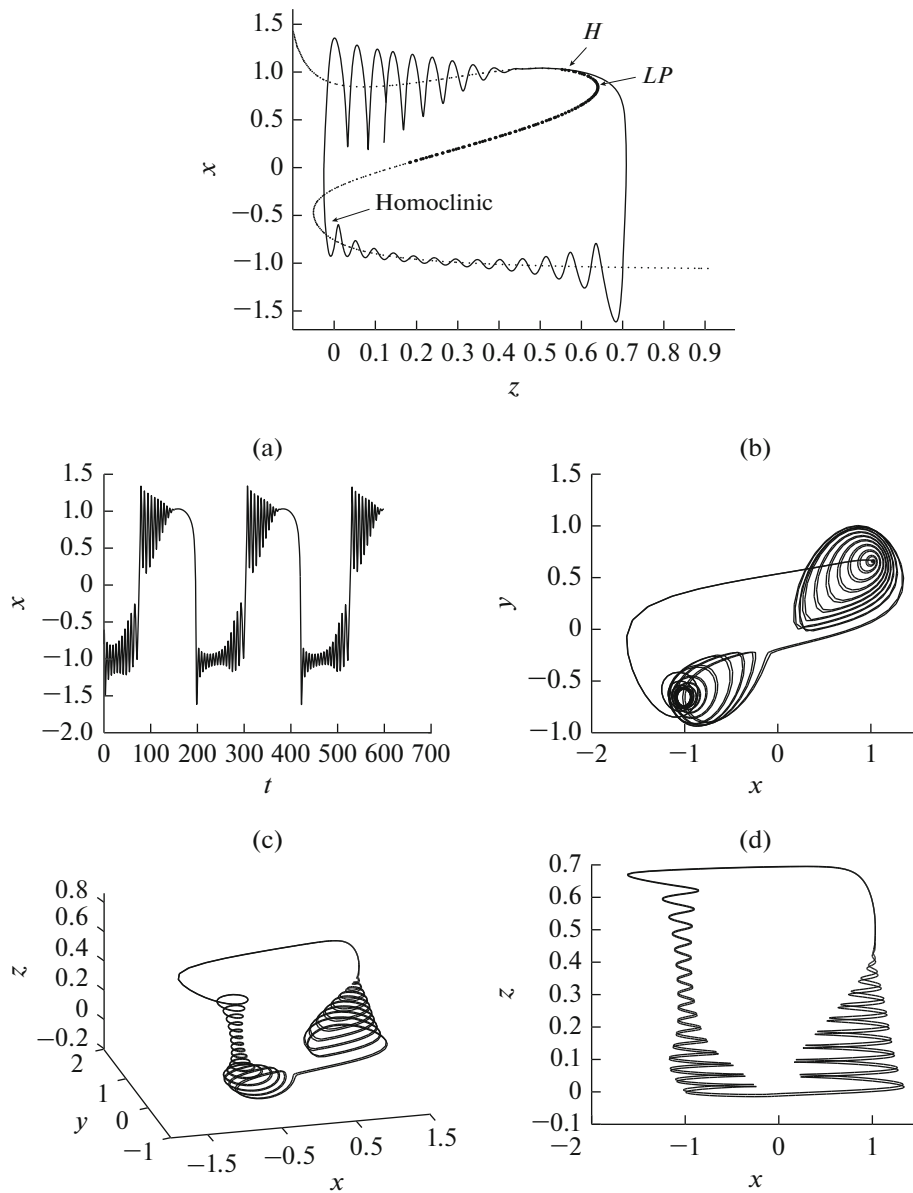 H
LP
Homoclinic
x
1.5
1.0
0.5
0
−0.5
−1.0
−1.5
0 0.1 0.2 0.3 0.4 0.5 0.6 0.7 0.8 0.9
z
(a)
x
1.5
1.0
0.5
0
−0.5
−1.0
−1.5
−2.0
0 100 200 300 400 500 600 700
t
(b)
y
1.5
1.0
0.5
0
−0.5
−1.0
−2 −1 0 1
x
(c)
z
0.8
0.6
0.4
0.2
0
−0.2
2
1
0
−1
y
−1.5 −0.5 0.5 1.5
x
(d)
z
0.7
0.6
0.5
0.4
0.3
0.2
0.1
0
−0.1
−2 −1 0 1
x